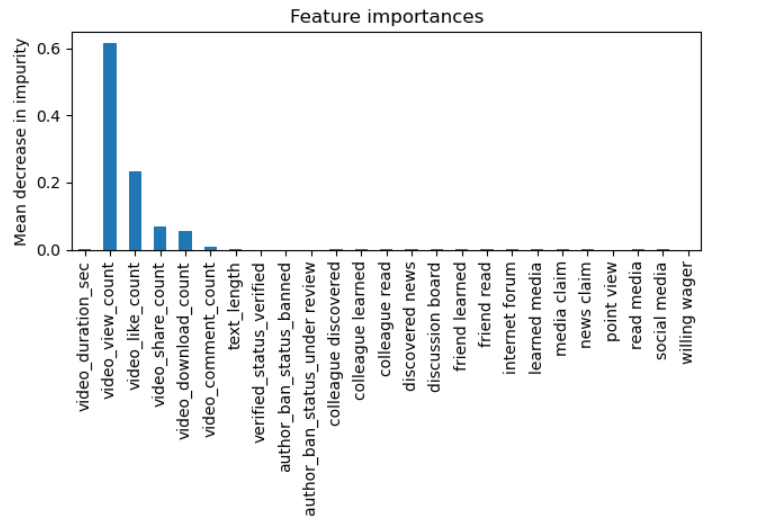 Feature importances
Mean decrease in impurity
0.6
0.4
0.2
0.0
video_duration_sec
video_view_count
video_like_count
video_share_count
video_download_count
video_comment_count
text_length
verified_status_verified
author_ban_status_banned
author_ban_status_under review
colleague discovered
colleague learned
colleague read
discovered news
discussion board
friend learned
friend read
internet forum
learned media
media claim
news claim
point view
read media
social media
willing wager